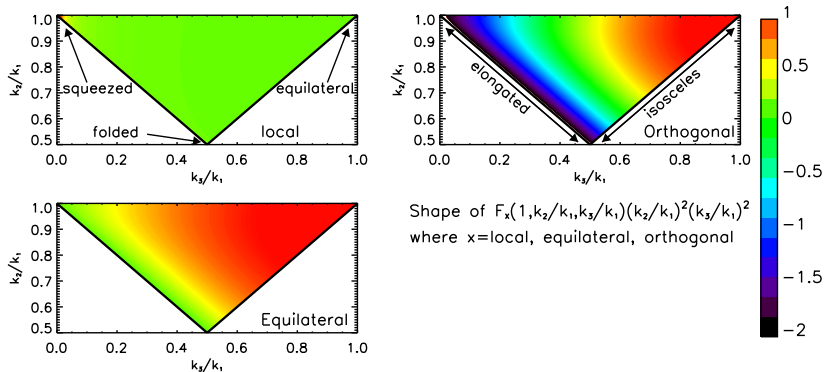 1.0
0.9
0.8
0.7
0.6
0.5
k₂/k₁
squeezed
equilateral
folded
local
0.0 0.2 0.4 0.6 0.8 1.0
k₃/k₁
1.0
0.9
0.8
0.7
0.6
0.5
k₂/k₁
elongated
isosceles
Orthogonal
0.0 0.2 0.4 0.6 0.8 1.0
k₃/k₁
1.0
0.9
0.8
0.7
0.6
0.5
k₂/k₁
Equilateral
0.0 0.2 0.4 0.6 0.8 1.0
k₃/k₁
Shape of Fₓ(1,k₂/k₁,k₃/k₁)(k₂/k₁)²(k₃/k₁)²
where x=local, equilateral, orthogonal
1
0.5
0
−0.5
−1
−1.5
−2